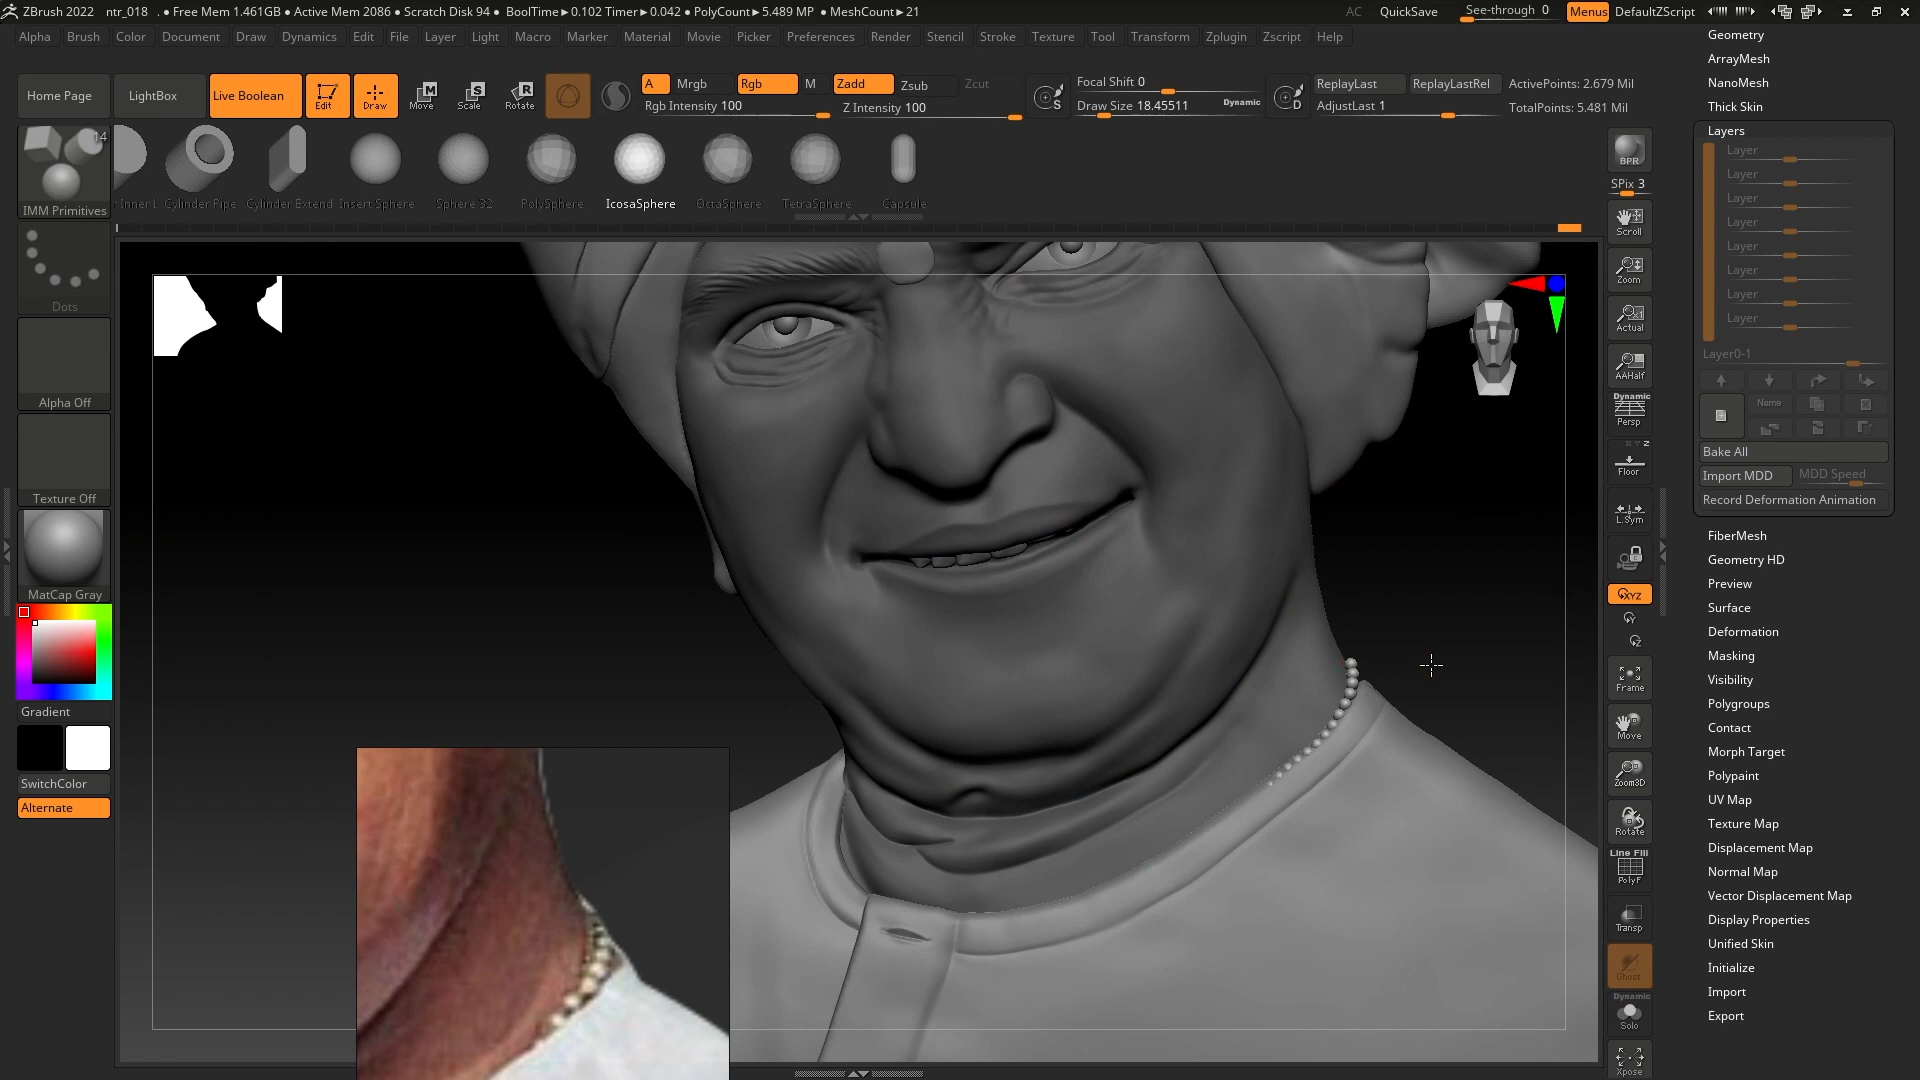 ZBrush 2022 ntr_018 . • Free Mem 1.461GB • Active Mem 2086 • Scratch Disk 94 • BoolTime▶0.102 Timer▶0.042 • PolyCount▶5.489 MP • MeshCount▶21 AC QuickSave See-through 0 Menus DefaultZScript
Alpha Brush Color Document Draw Dynamics Edit File Layer Light Macro Marker Material Movie Picker Preferences Render Stencil Stroke Texture Tool Transform Zplugin Zscript Help
Home Page LightBox Live Boolean Edit Draw Move Scale Rotate
A Mrgb Rgb M Zadd Zsub Zcut
Rgb Intensity 100 Z Intensity 100
Focal Shift 0
Draw Size 18.45511 Dynamic
ReplayLast ReplayLastRel ActivePoints: 2.679 Mil
AdjustLast 1 TotalPoints: 5.481 Mil
14
IMM Primitives
r Inner L Cylinder Pipe Cylinder Extend Insert Sphere Sphere 32 PolySphere IcosaSphere OctaSphere TetraSphere Capsule
Dots
Alpha Off
Texture Off
MatCap Gray
Gradient
SwitchColor
Alternate
BPR
SPix 3
Scroll
Zoom
Actual
AAHalf
Dynamic
Persp
Floor
L.Sym
XYZ
Y
Z
Frame
Move
Zoom3D
Rotate
Line Fill
PolyF
Transp
Ghost
Dynamic
Solo
Xpose
Geometry
ArrayMesh
NanoMesh
Thick Skin
Layers
Layer
Layer
Layer
Layer
Layer
Layer
Layer
Layer
Layer0-1
Name
Bake All
Import MDD MDD Speed
Record Deformation Animation
FiberMesh
Geometry HD
Preview
Surface
Deformation
Masking
Visibility
Polygroups
Contact
Morph Target
Polypaint
UV Map
Texture Map
Displacement Map
Normal Map
Vector Displacement Map
Display Properties
Unified Skin
Initialize
Import
Export